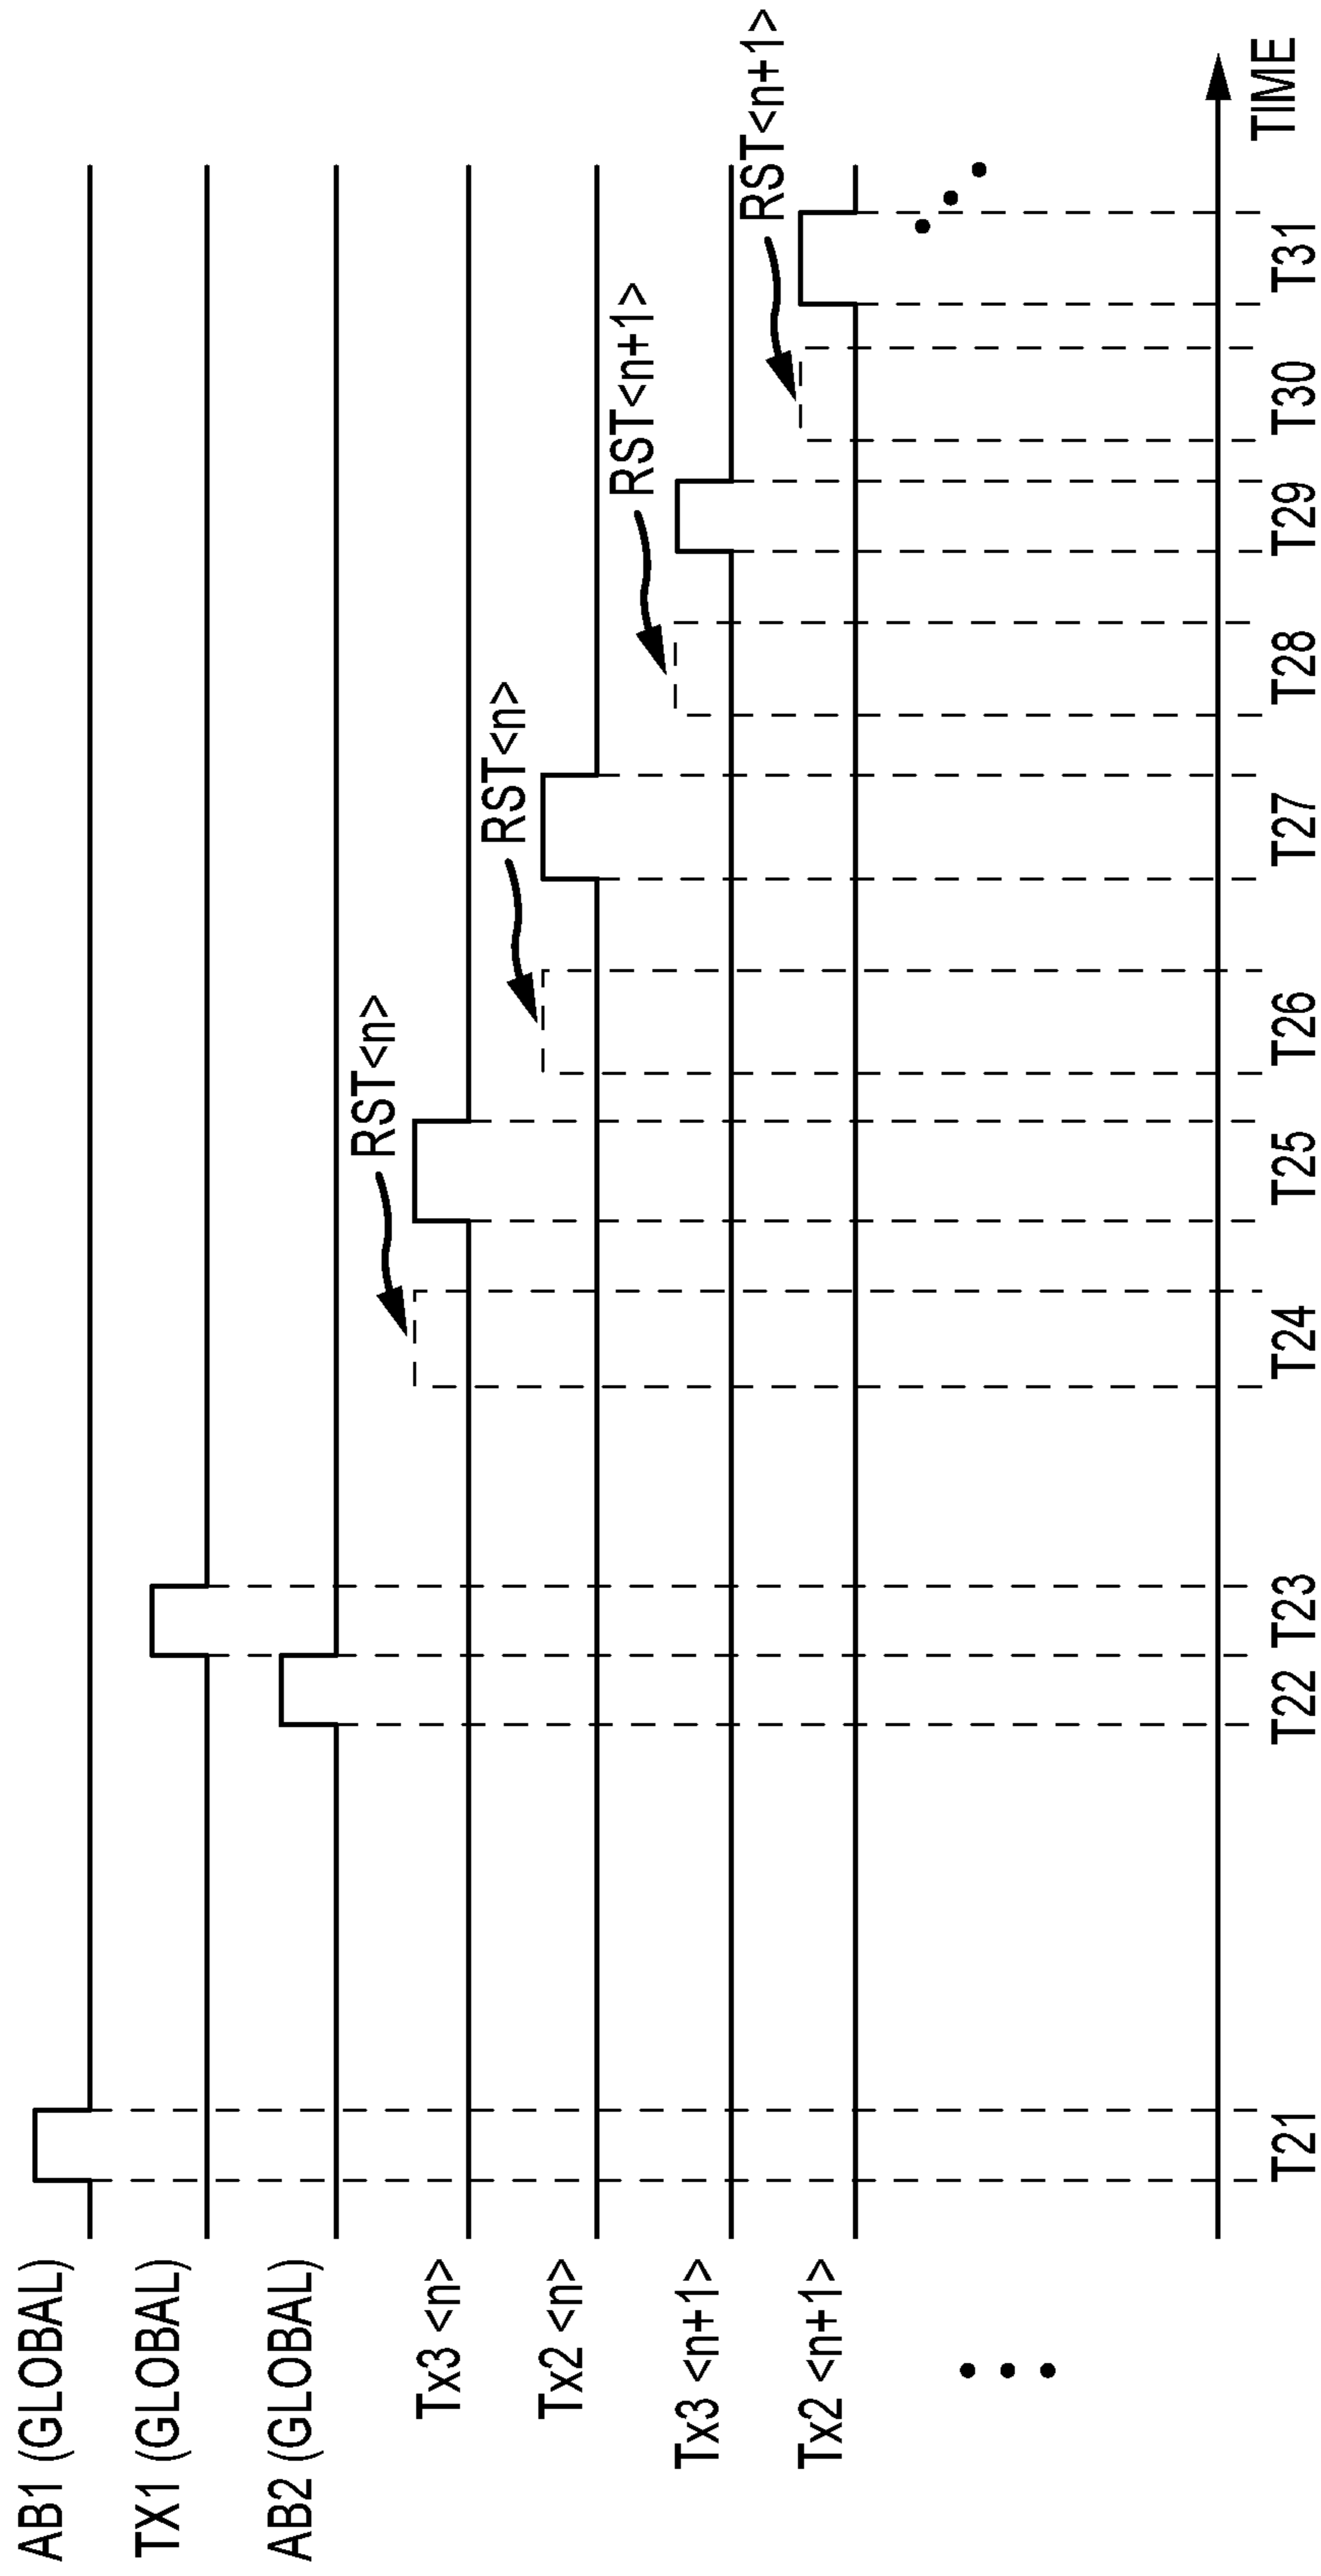 AB1 (GLOBAL)
TX1 (GLOBAL)
AB2 (GLOBAL)
Tx3 <n>
RST<n>
Tx2 <n>
RST<n>
Tx3 <n+1>
RST<n+1>
Tx2 <n+1>
RST<n+1>
T21 T22 T23 T24 T25 T26 T27 T28 T29 T30 T31
TIME